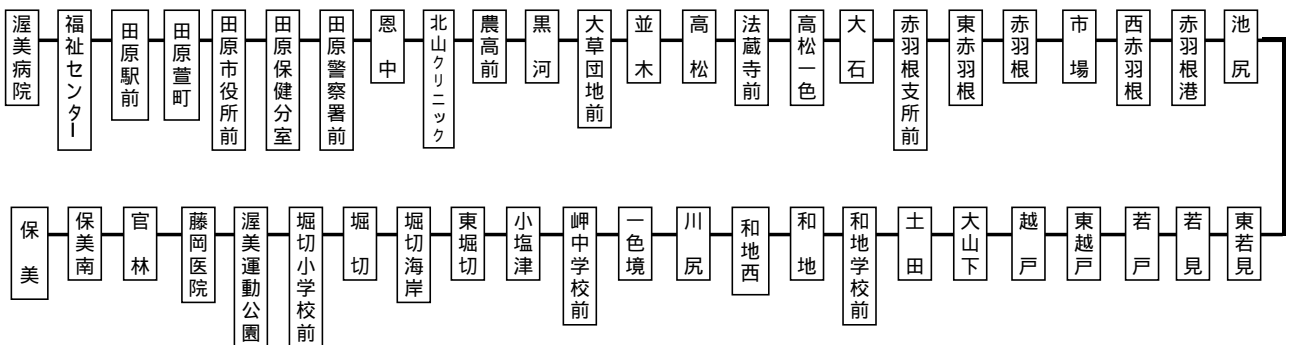 渥美病院
福祉センター
田原駅前
田原萱町
田原市役所前
田原保健分室
田原警察署前
恩中
北山クリニック
農高前
黒河
大草団地前
並木
高松
法蔵寺前
高松一色
大石
赤羽根支所前
東赤羽根
赤羽根
市場
西赤羽根
赤羽根港
池尻
保美
保美南
官林
藤岡医院
渥美運動公園
堀切小学校前
堀切
堀切海岸
東堀切
小塩津
岬中学校前
一色境
川尻
和地西
和地
和地学校前
土田
大山下
越戸
東越戸
若戸
若見
東若見